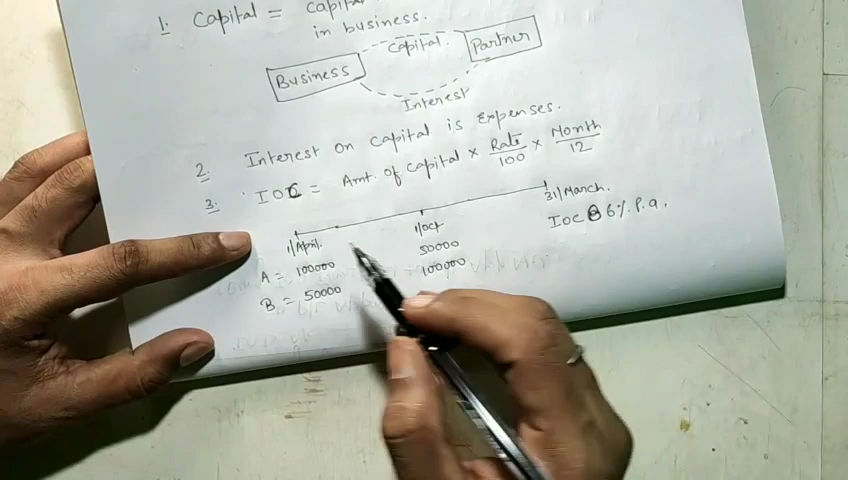 1. Capital =
in business.
Capital. Partner
Business
Interest
2. Interest on capital is Expenses.
3. IOC = Amt. of Capital × Rate/100 × Month/12
31/March.
1/April. 1/Oct IOC @ 6% P.a.
A = 100000 50000
B = 50000 100000